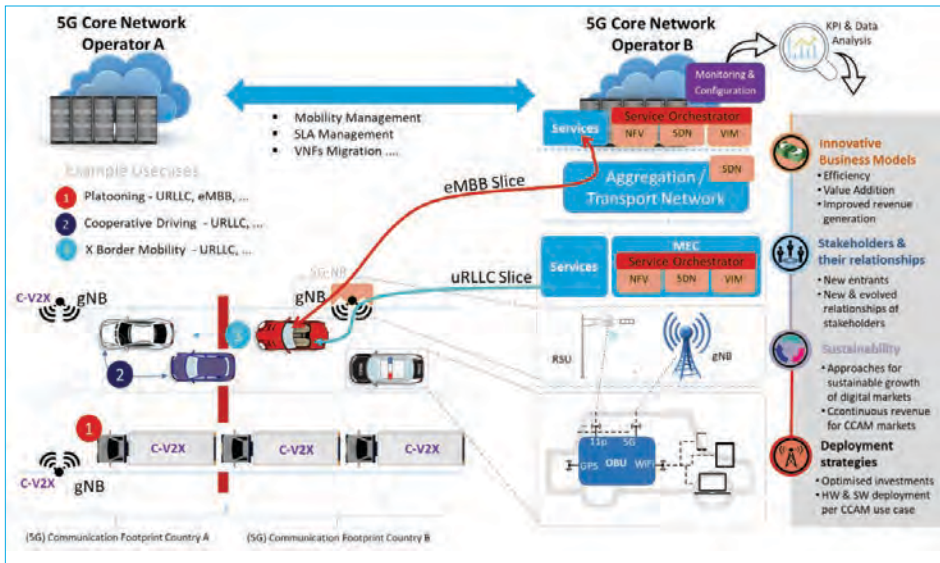 5G Core Network
Operator A
5G Core Network
Operator B
KPI & Data
Analysis
Monitoring &
Configuration
▪ Mobility Management
▪ SLA Management
▪ VNFs Migration ....
Services
Service Orchestrator
NFV
SDN
VIM
SDN
Aggregation /
Transport Network
eMBB Slice
Example Usecuses
1 Platooning - URLLC, eMBB, ...
2 Cooperative Driving - URLLC, ...
3 X Border Mobility - URLLC, ...
Services
MEC
Service Orchestrator
NFV
SDN
VIM
uRLLC Slice
5G-NR
gNB
C-V2X
gNB
3
2
RSU
gNB
1
C-V2X
C-V2X
C-V2X
C-V2X
gNB
11p
5G
GPS
OBU
WiFi
(5G) Communication Footprint Country A
(5G) Communication Footprint Country B
Innovative
Business Models
• Efficiency
• Value Addition
• Improved revenue
generation
Stakeholders &
their relationships
• New entrants
• New & evolved
relationships of
stakeholders
Sustainability
• Approaches for
sustainable growth
of digital markets
• Ccontinuous revenue
for CCAM markets
Deployment
strategies
• Optimised investments
• HW & SW deployment
per CCAM use case